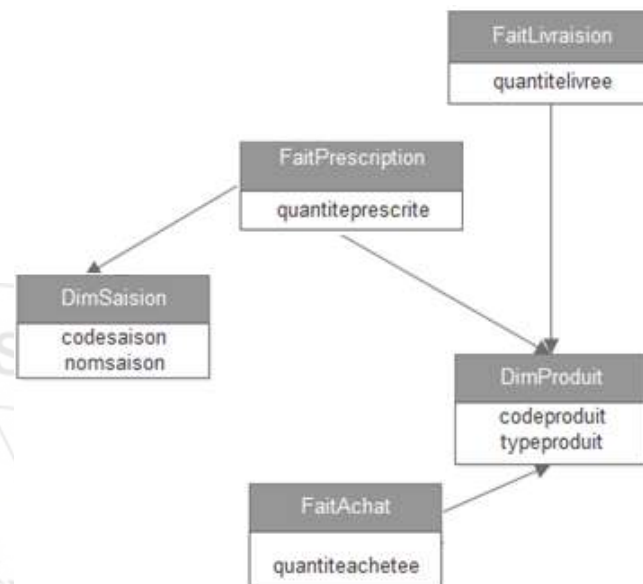 FaitLivraision
quantitelivree
FaitPrescription
quantiteprescrite
DimSaision
codesaison
nomsaison
DimProduit
codeproduit
typeproduit
FaitAchat
quantiteachetee